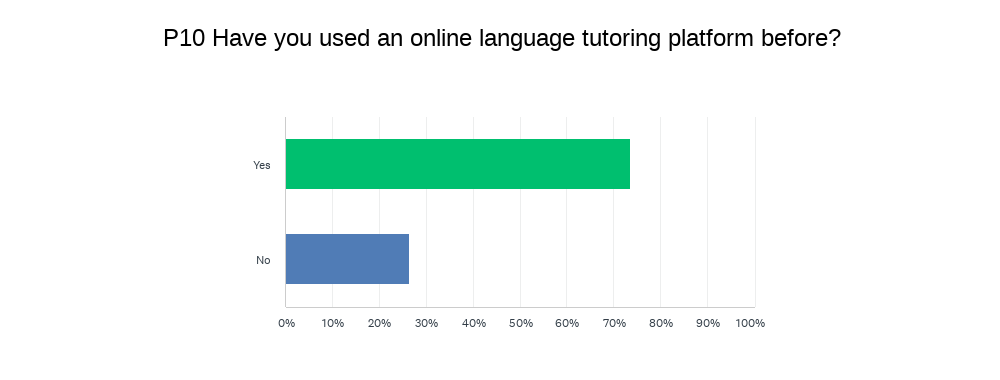 P10 Have you used an online language tutoring platform before?
Yes
No
0% 10% 20% 30% 40% 50% 60% 70% 80% 90% 100%